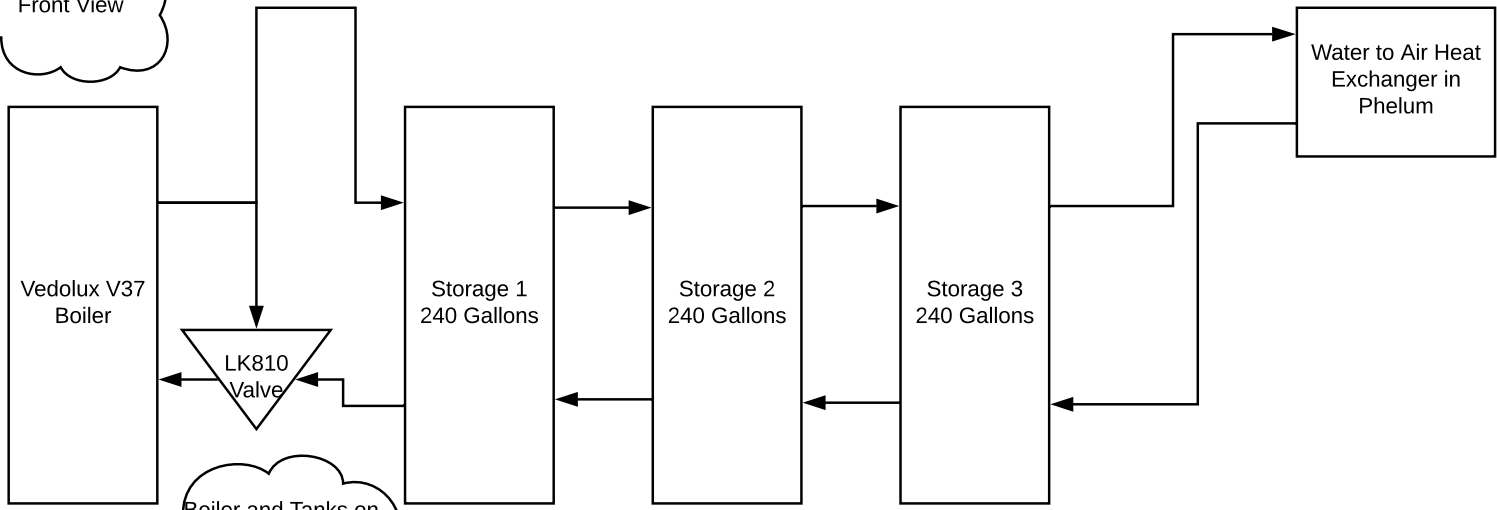 Front View
Water to Air Heat
Exchanger in
Phelum
Vedolux V37
Boiler
Storage 1
240 Gallons
Storage 2
240 Gallons
Storage 3
240 Gallons
LK810
Valve
Boiler and Tanks on